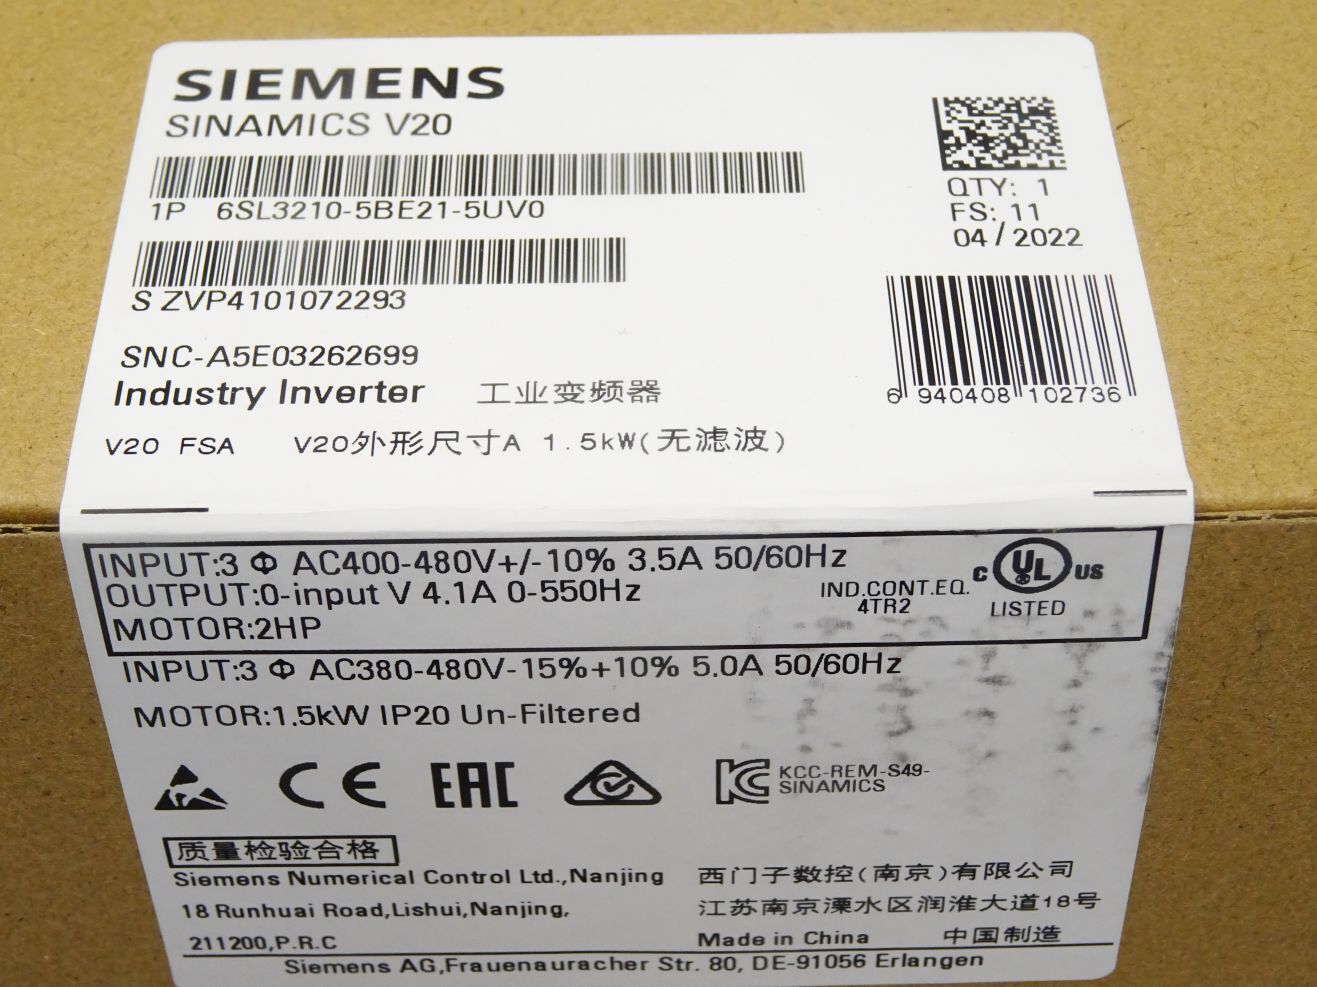 SIEMENS
SINAMICS V20
1P 6SL3210-5BE21-5UV0
S ZVP4101072293
QTY: 1
FS: 11
04/2022
6 940408 102736
SNC-A5E03262699
Industry Inverter 工业变频器
V20 FSA V20外形尺寸A 1.5kW(无滤波)
INPUT:3 Φ AC400-480V+/-10% 3.5A 50/60Hz
OUTPUT:0-input V 4.1A 0-550Hz
MOTOR:2HP
IND.CONT.EQ.
4TR2
C UL US
LISTED
INPUT:3 Φ AC380-480V-15%+10% 5.0A 50/60Hz
MOTOR:1.5kW IP20 Un-Filtered
CE EAC KC KCC-REM-S49-
SINAMICS
质量检验合格
Siemens Numerical Control Ltd.,Nanjing 西门子数控(南京)有限公司
18 Runhuai Road,Lishui,Nanjing, 江苏南京溧水区润淮大道18号
211200,P.R.C Made in China 中国制造
Siemens AG,Frauenauracher Str. 80, DE-91056 Erlangen